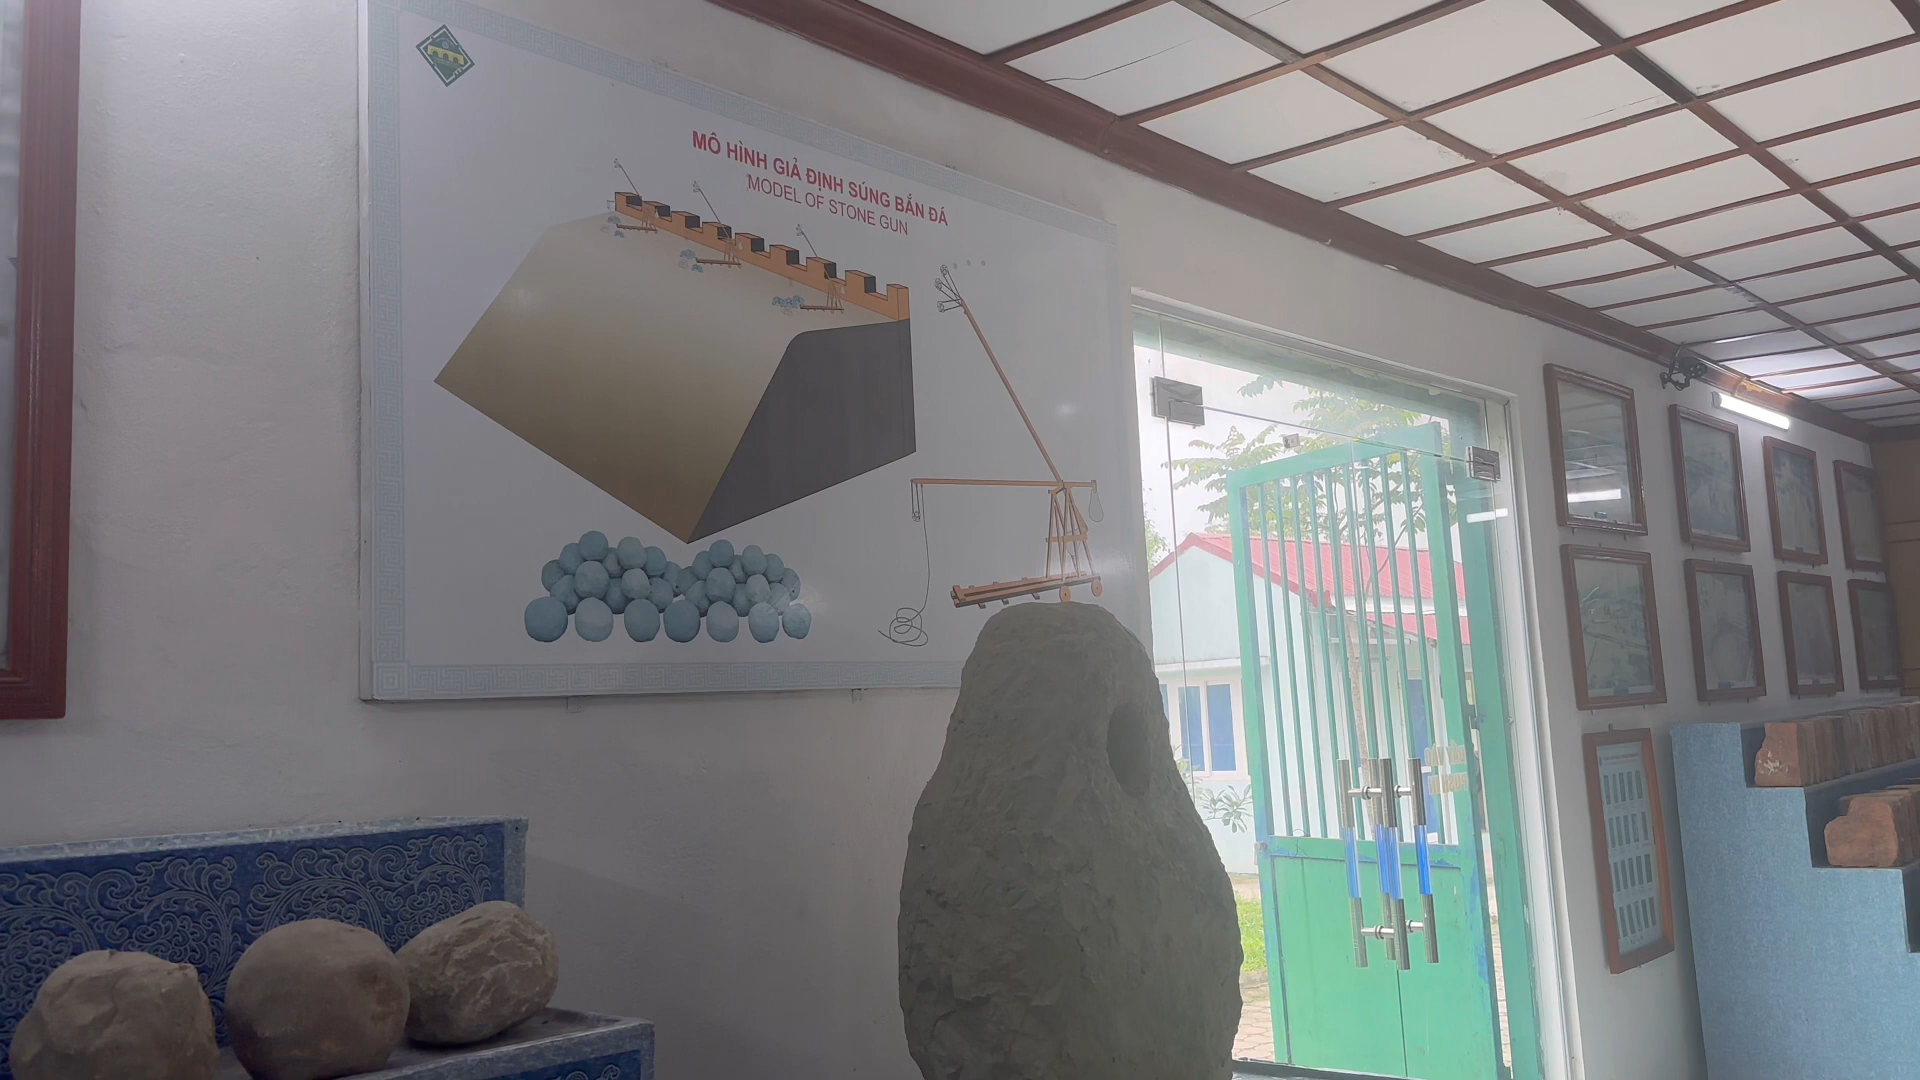 MÔ HÌNH GIẢ ĐỊNH SÚNG BẮN ĐÁ
MODEL OF STONE GUN